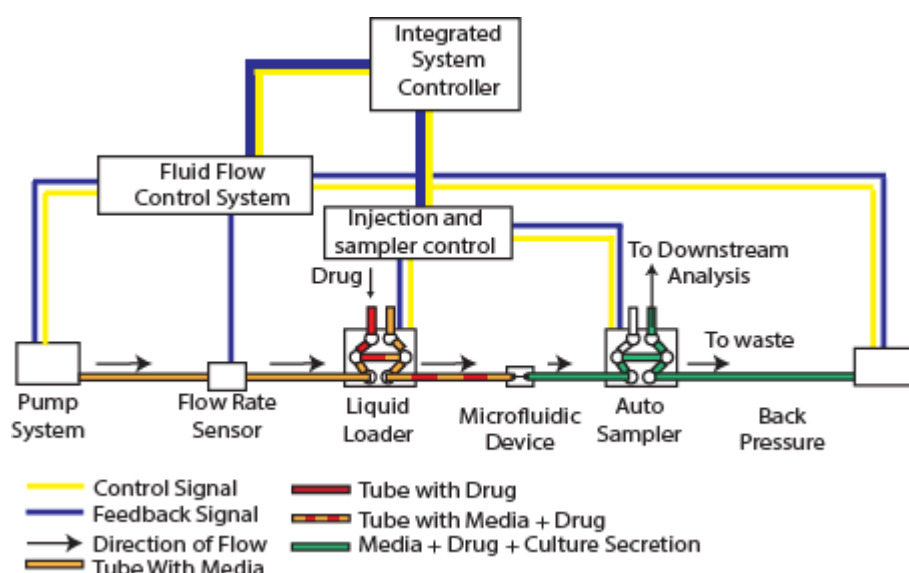 Integrated
System
Controller
Fluid Flow
Control System
Injection and
sampler control
Drug
To Downstream
Analysis
To waste
Pump
System
Flow Rate
Sensor
Liquid
Loader
Microfluidic
Device
Auto
Sampler
Back
Pressure
Control Signal
Feedback Signal
Direction of Flow
Tube With Media
Tube with Drug
Tube with Media + Drug
Media + Drug + Culture Secretion